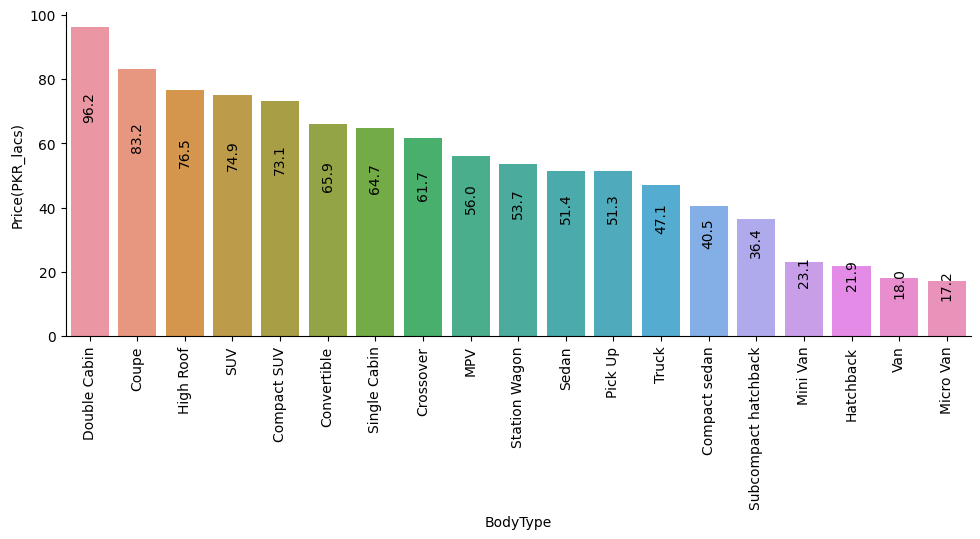 Price(PKR_lacs)
100
80
60
40
20
0
96.2
83.2
76.5
74.9
73.1
65.9
64.7
61.7
56.0
53.7
51.4
51.3
47.1
40.5
36.4
23.1
21.9
18.0
17.2
Double Cabin
Coupe
High Roof
SUV
Compact SUV
Convertible
Single Cabin
Crossover
MPV
Station Wagon
Sedan
Pick Up
Truck
Compact sedan
Subcompact hatchback
Mini Van
Hatchback
Van
Micro Van
BodyType